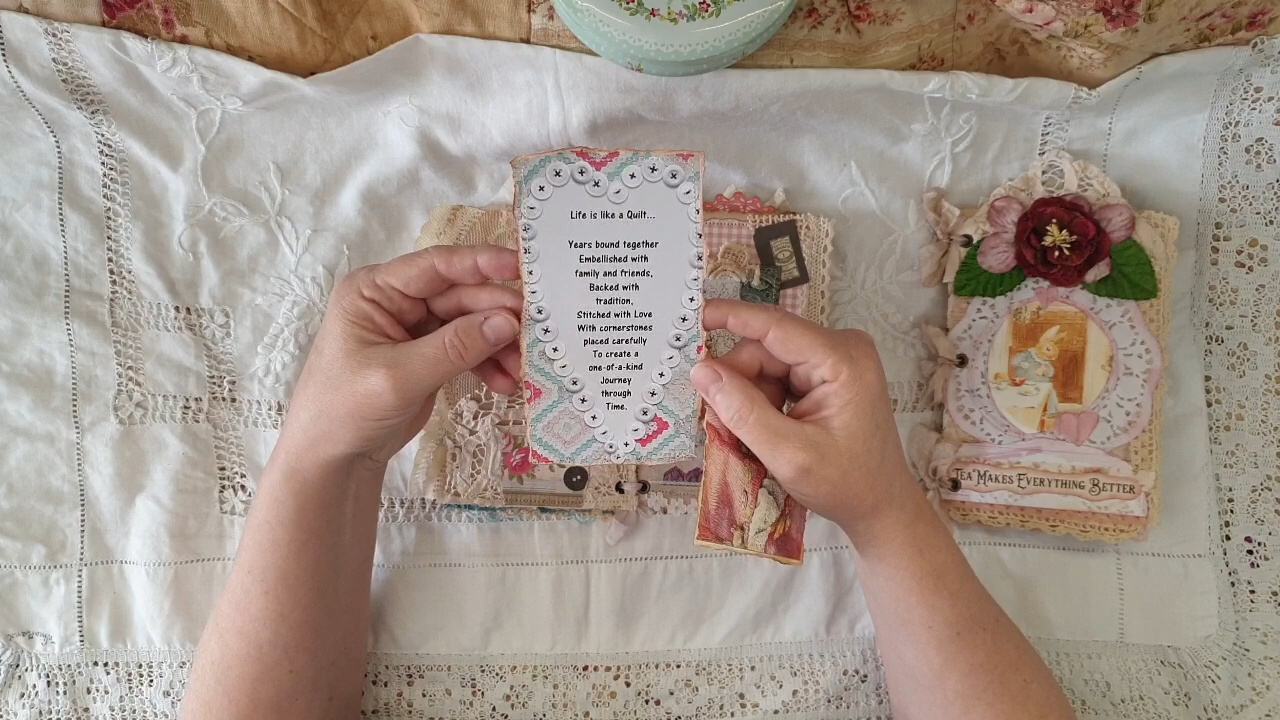 Life is like a Quilt...
Years bound tegether
Embellished with
family and friends,
Backed with
tradition,
Stitched with Love
With cornerstones
placed carefully
To create a
one-of-a-kind
Journey
through
Time.
TEA MAKES EVERYTHING BETTER